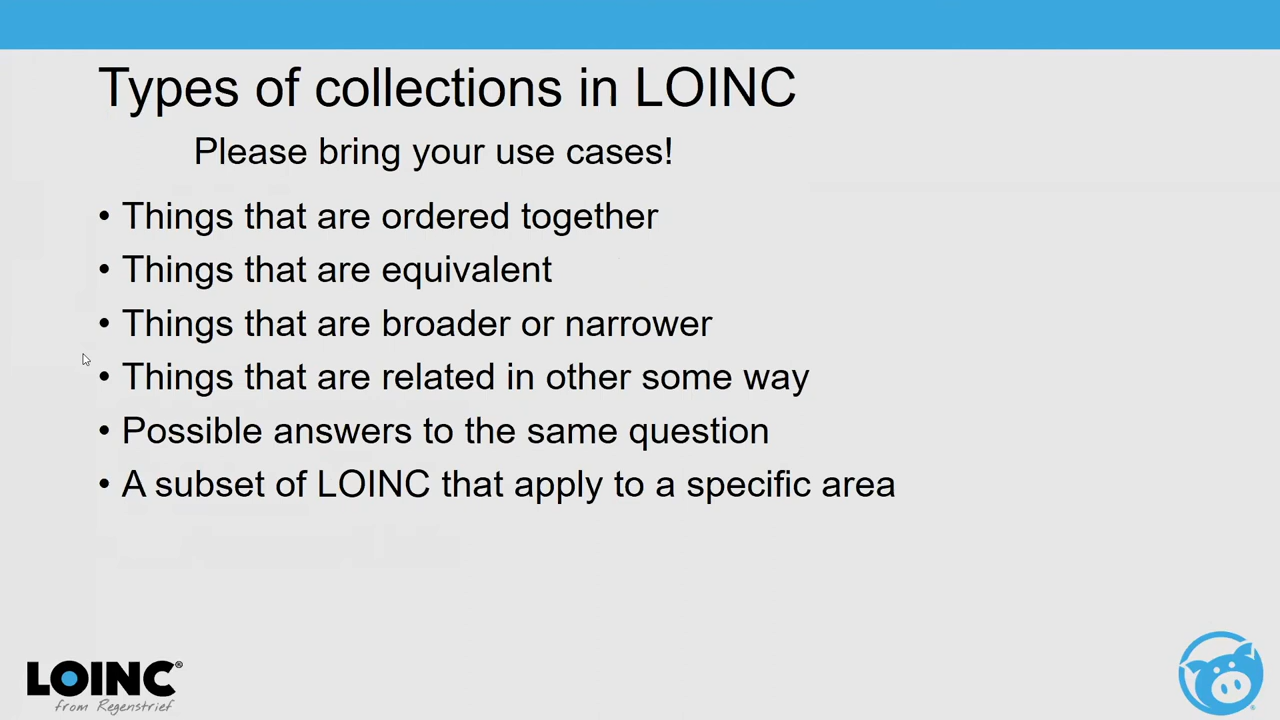 Types of collections in LOINC
Please bring your use cases!
• Things that are ordered together
• Things that are equivalent
• Things that are broader or narrower
• Things that are related in other some way
• Possible answers to the same question
• A subset of LOINC that apply to a specific area
LOINC®
from Regenstrief